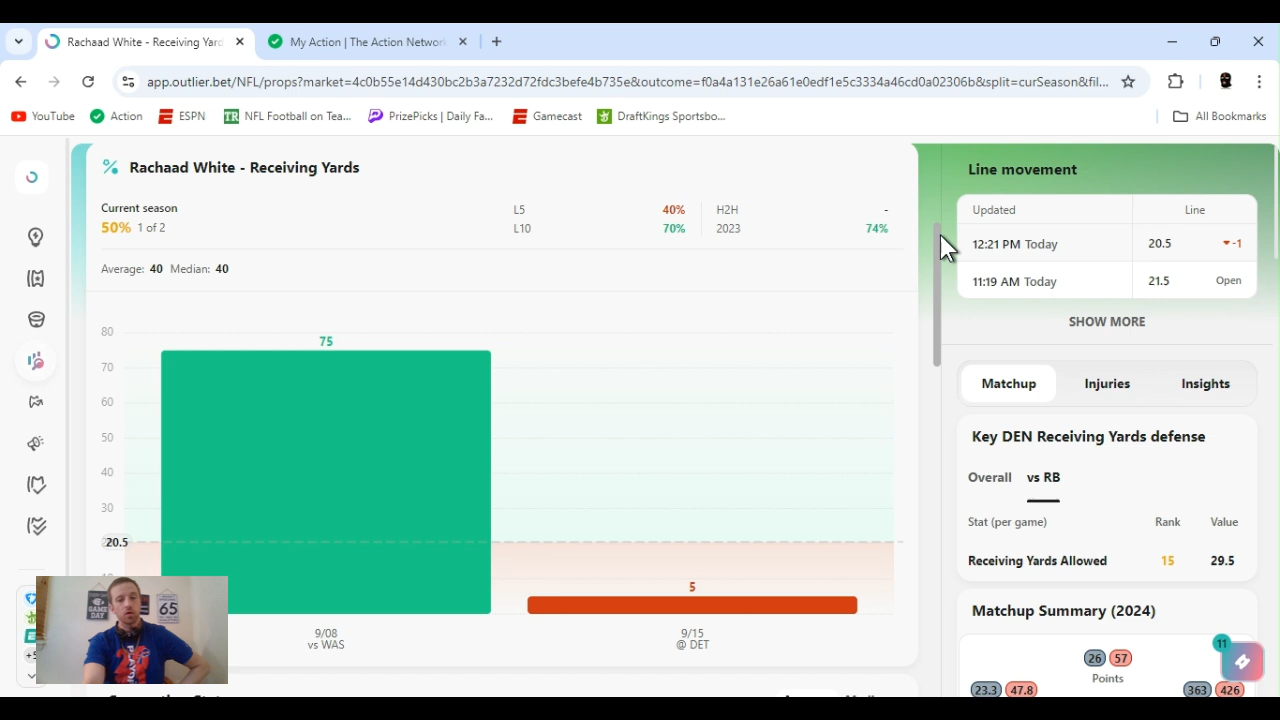 Rachaad White - Receiving Yard
My Action | The Action Network
app.outlier.bet/NFL/props?market=4c0b55e14d430bc2b3a7232d72fdc3befe4b735e&outcome=f0a4a131e26a61e0edf1e5c3334a46cd0a02306b&split=curSeason&fil...
YouTube Action ESPN NFL Football on Tea... PrizePicks | Daily Fa... Gamecast DraftKings Sportsbo... All Bookmarks
Rachaad White - Receiving Yards
Current season
50% 1 of 2
L5 40% H2H -
L10 70% 2023 74%
Average: 40 Median: 40
80
70
60
50
40
30
20.5
75
5
9/08
vs WAS
9/15
@ DET
Line movement
Updated Line
12:21 PM Today 20.5 -1
11:19 AM Today 21.5 Open
SHOW MORE
Matchup Injuries Insights
Key DEN Receiving Yards defense
Overall vs RB
Stat (per game) Rank Value
Receiving Yards Allowed 15 29.5
Matchup Summary (2024)
11
26 57
Points
23.3 47.8 363 426
GAME DAY
65